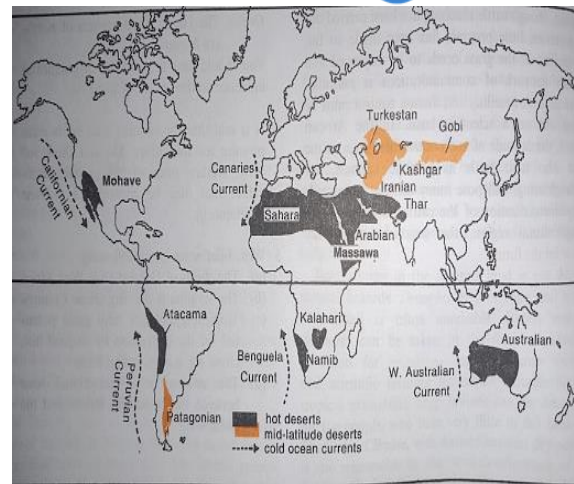 Turkestan
Gobi
Californian
Current
Mohave
Canaries
Current
Kashgar
Iranian
Thar
Sahara
Arabian
Massawa
Atacama
Kalahari
Australian
Benguela
Current
Namib
W. Australian
Current
Peruvian
Current
Patagonian
hot deserts
mid-latitude deserts
cold ocean currents